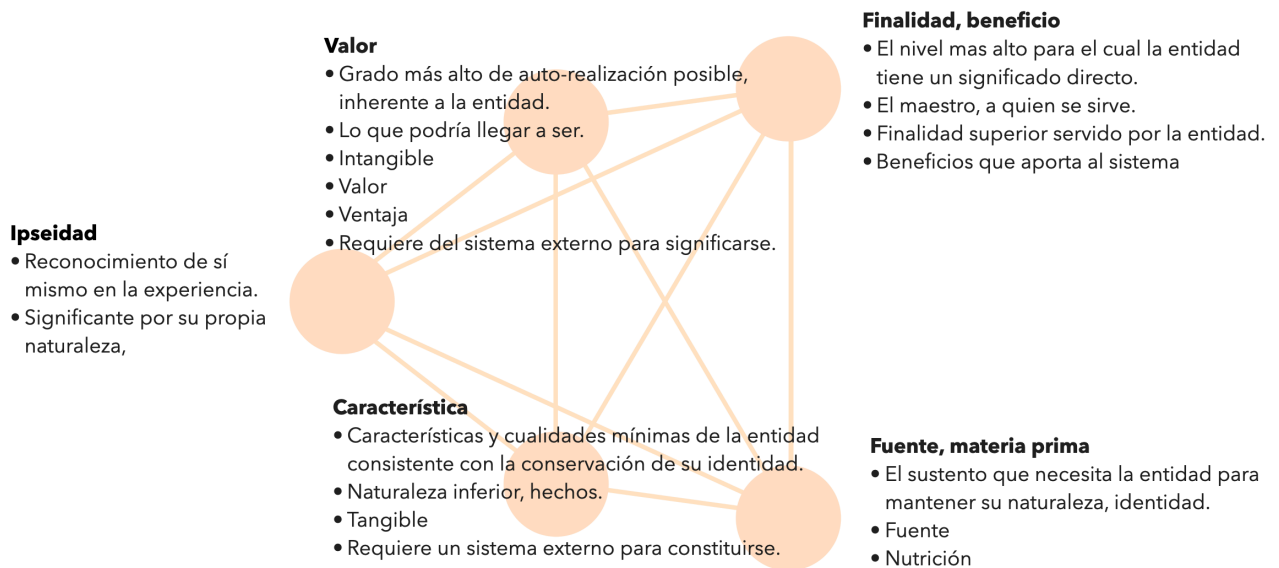 Ipseidad
• Reconocimiento de sí
mismo en la experiencia.
• Significante por su propia
naturaleza,
Valor
• Grado más alto de auto-realización posible,
inherente a la entidad.
• Lo que podría llegar a ser.
• Intangible
• Valor
• Ventaja
• Requiere del sistema externo para significarse.
Finalidad, beneficio
• El nivel mas alto para el cual la entidad
tiene un significado directo.
• El maestro, a quien se sirve.
• Finalidad superior servido por la entidad.
• Beneficios que aporta al sistema
Característica
• Características y cualidades mínimas de la entidad
consistente con la conservación de su identidad.
• Naturaleza inferior, hechos.
• Tangible
• Requiere un sistema externo para constituirse.
Fuente, materia prima
• El sustento que necesita la entidad para
mantener su naturaleza, identidad.
• Fuente
• Nutrición